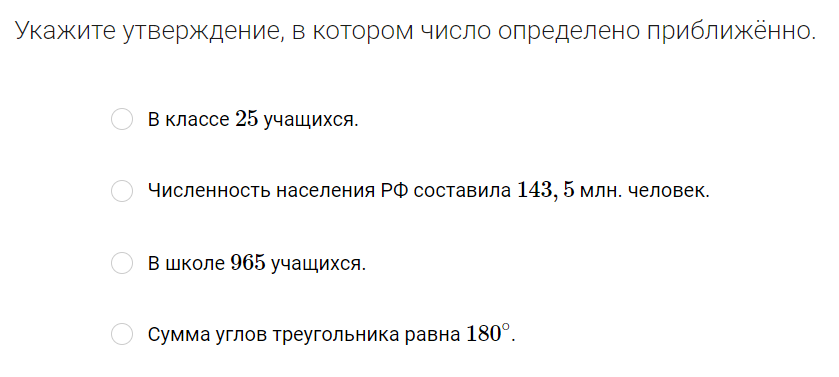 Укажите утверждение, в котором число определено приближённо.
В классе 25 учащихся.
Численность населения РФ составила 143, 5 млн. человек.
В школе 965 учащихся.
Сумма углов треугольника равна 180°.